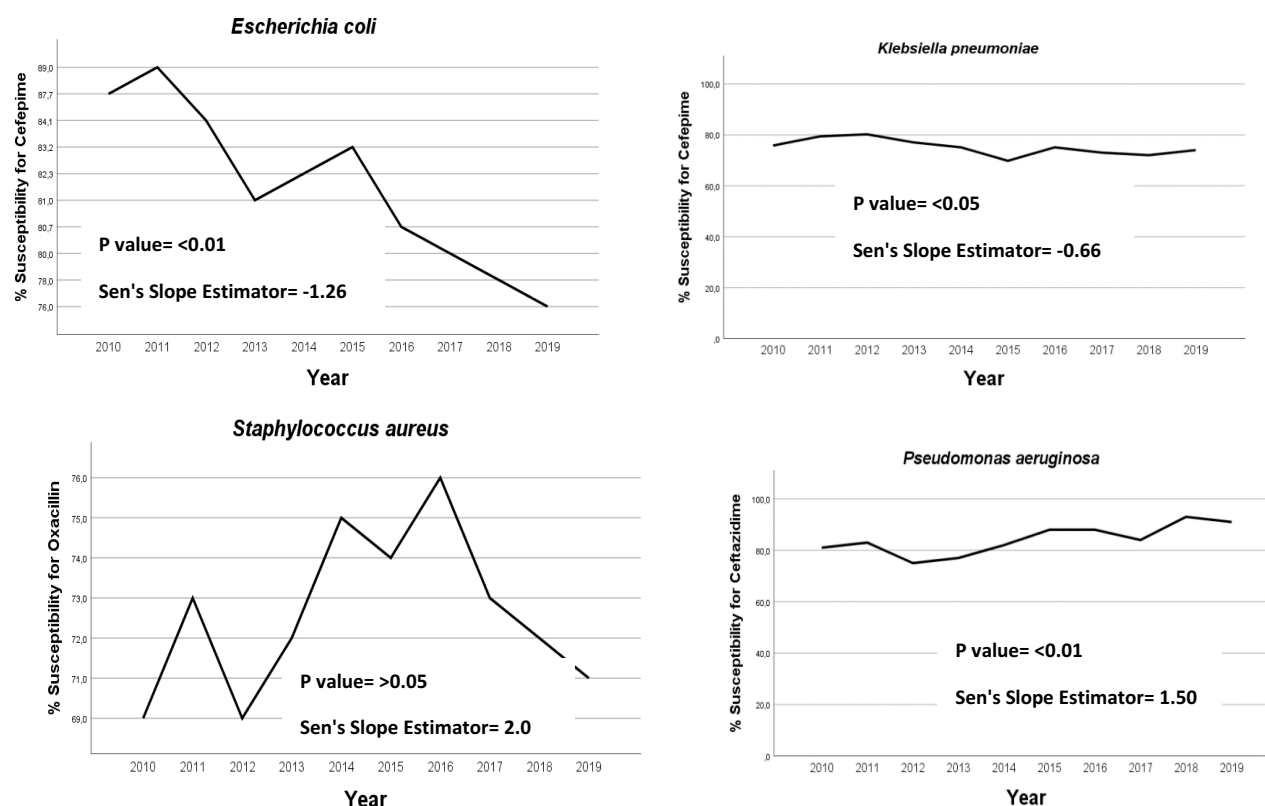 Escherichia coli
% Susceptibility for Cefepime
89,0
87,7
84,1
83,2
82,3
81,0
80,7
80,0
78,0
76,0
P value= <0.01
Sen's Slope Estimator= -1.26
2010 2011 2012 2013 2014 2015 2016 2017 2018 2019
Year
Klebsiella pneumoniae
% Susceptibility for Cefepime
100,0
80,0
60,0
40,0
20,0
,0
P value= <0.05
Sen's Slope Estimator= -0.66
2010 2011 2012 2013 2014 2015 2016 2017 2018 2019
Year
Staphylococcus aureus
% Susceptibility for Oxacillin
76,0
75,0
74,0
73,0
72,0
71,0
69,0
P value= >0.05
Sen's Slope Estimator= 2.0
2010 2011 2012 2013 2014 2015 2016 2017 2018 2019
Year
Pseudomonas aeruginosa
% Susceptibility for Ceftazidime
100,0
80,0
60,0
40,0
20,0
,0
P value= <0.01
Sen's Slope Estimator= 1.50
2010 2011 2012 2013 2014 2015 2016 2017 2018 2019
Year